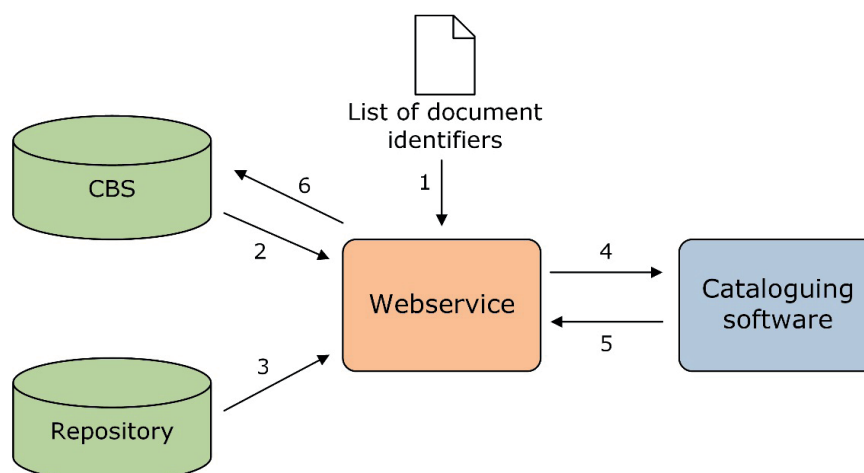 List of document
identifiers
1
CBS
6
2
Webservice
4
5
Cataloguing
software
3
Repository